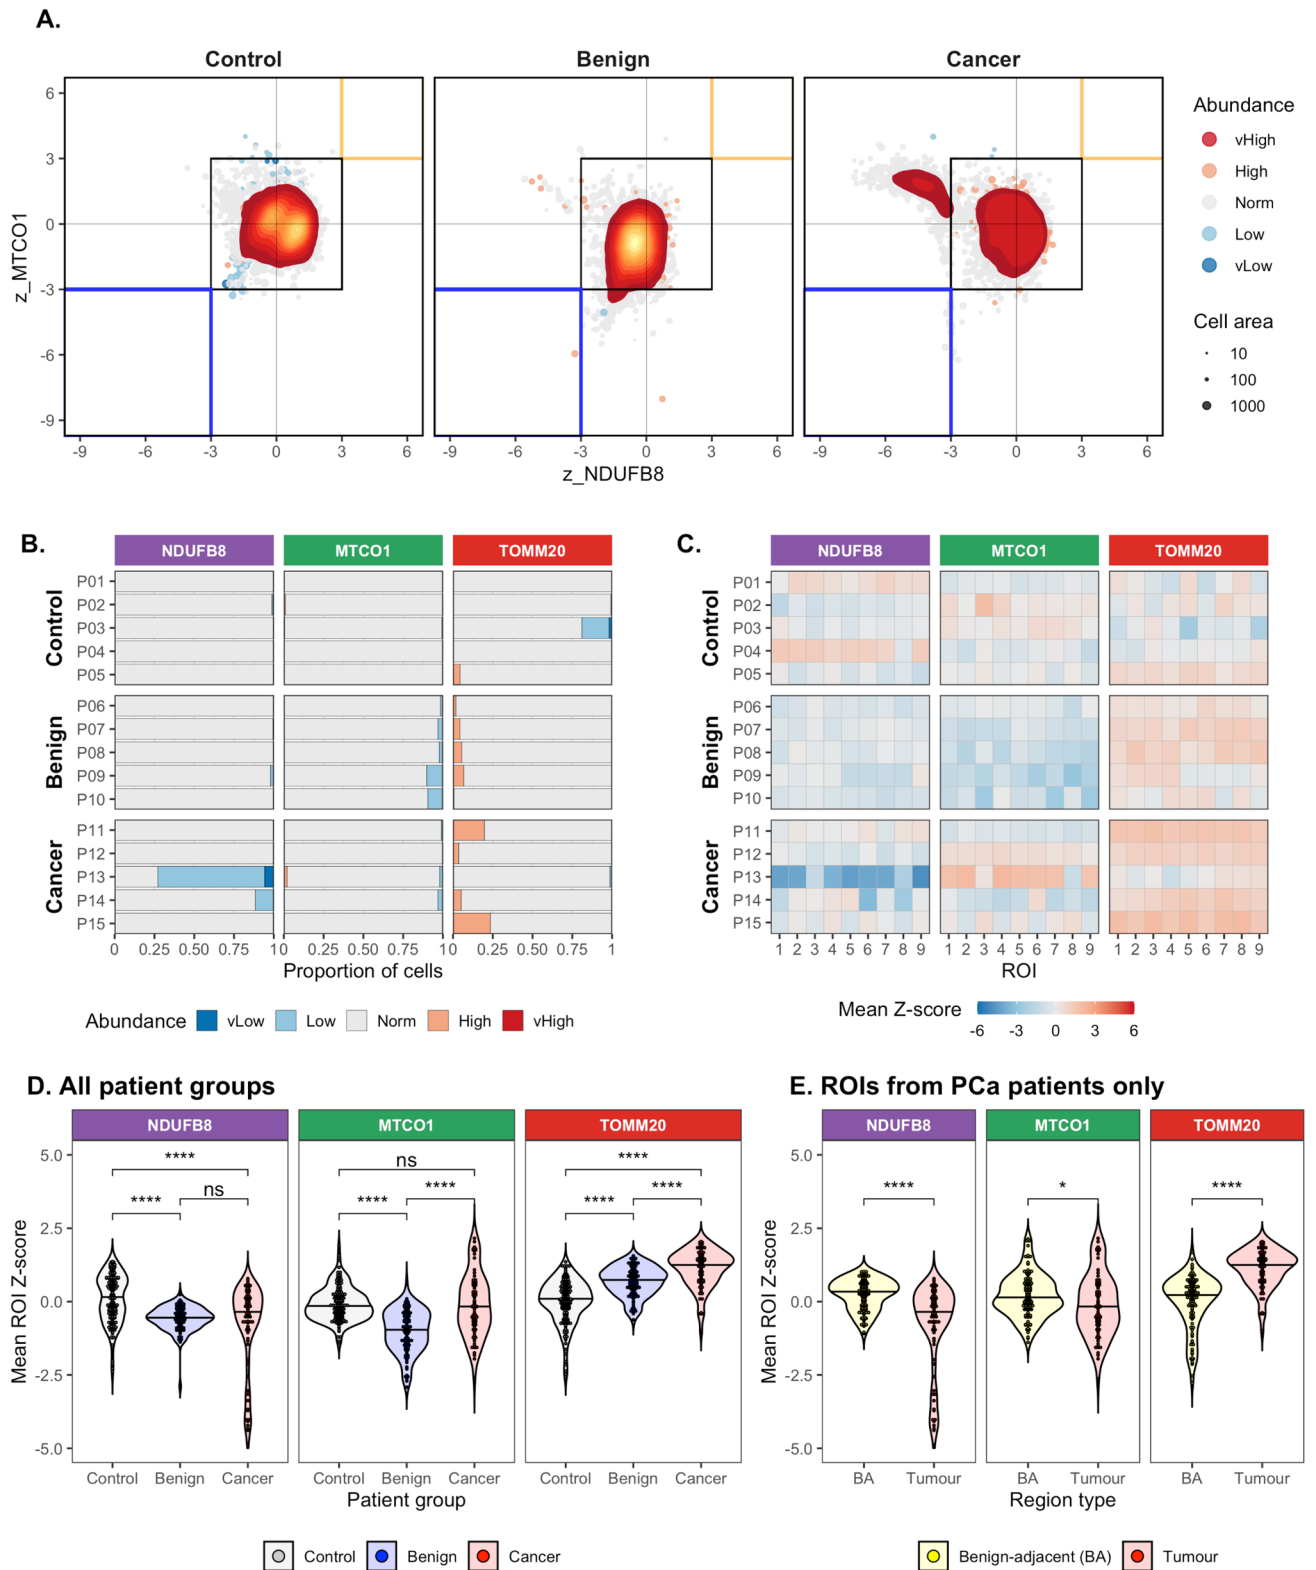 A.
Control Benign Cancer
z_MTCO1
6
3
0
-3
-6
-9
-9 -6 -3 0 3 6 -9 -6 -3 0 3 6 -9 -6 -3 0 3 6
z_NDUFB8
Abundance
vHigh
High
Norm
Low
vLow
Cell area
10
100
1000
B.
NDUFB8 MTCO1 TOMM20
Control
P01
P02
P03
P04
P05
Benign
P06
P07
P08
P09
P10
Cancer
P11
P12
P13
P14
P15
0 0.25 0.50 0.75 1 0 0.25 0.50 0.75 1 0 0.25 0.50 0.75 1
Proportion of cells
Abundance vLow Low Norm High vHigh
C.
NDUFB8 MTCO1 TOMM20
Control
P01
P02
P03
P04
P05
Benign
P06
P07
P08
P09
P10
Cancer
P11
P12
P13
P14
P15
1 2 3 4 5 6 7 8 9 1 2 3 4 5 6 7 8 9 1 2 3 4 5 6 7 8 9
ROI
Mean Z-score
-6 -3 0 3 6
D. All patient groups
NDUFB8 MTCO1 TOMM20
Mean ROI Z-score
5.0
2.5
0.0
-2.5
-5.0
**** **** ns
ns **** ****
**** **** ****
Control Benign Cancer Control Benign Cancer Control Benign Cancer
Patient group
Control Benign Cancer
E. ROIs from PCa patients only
NDUFB8 MTCO1 TOMM20
Mean ROI Z-score
5.0
2.5
0.0
-2.5
-5.0
**** * ****
BA Tumour BA Tumour BA Tumour
Region type
Benign-adjacent (BA) Tumour